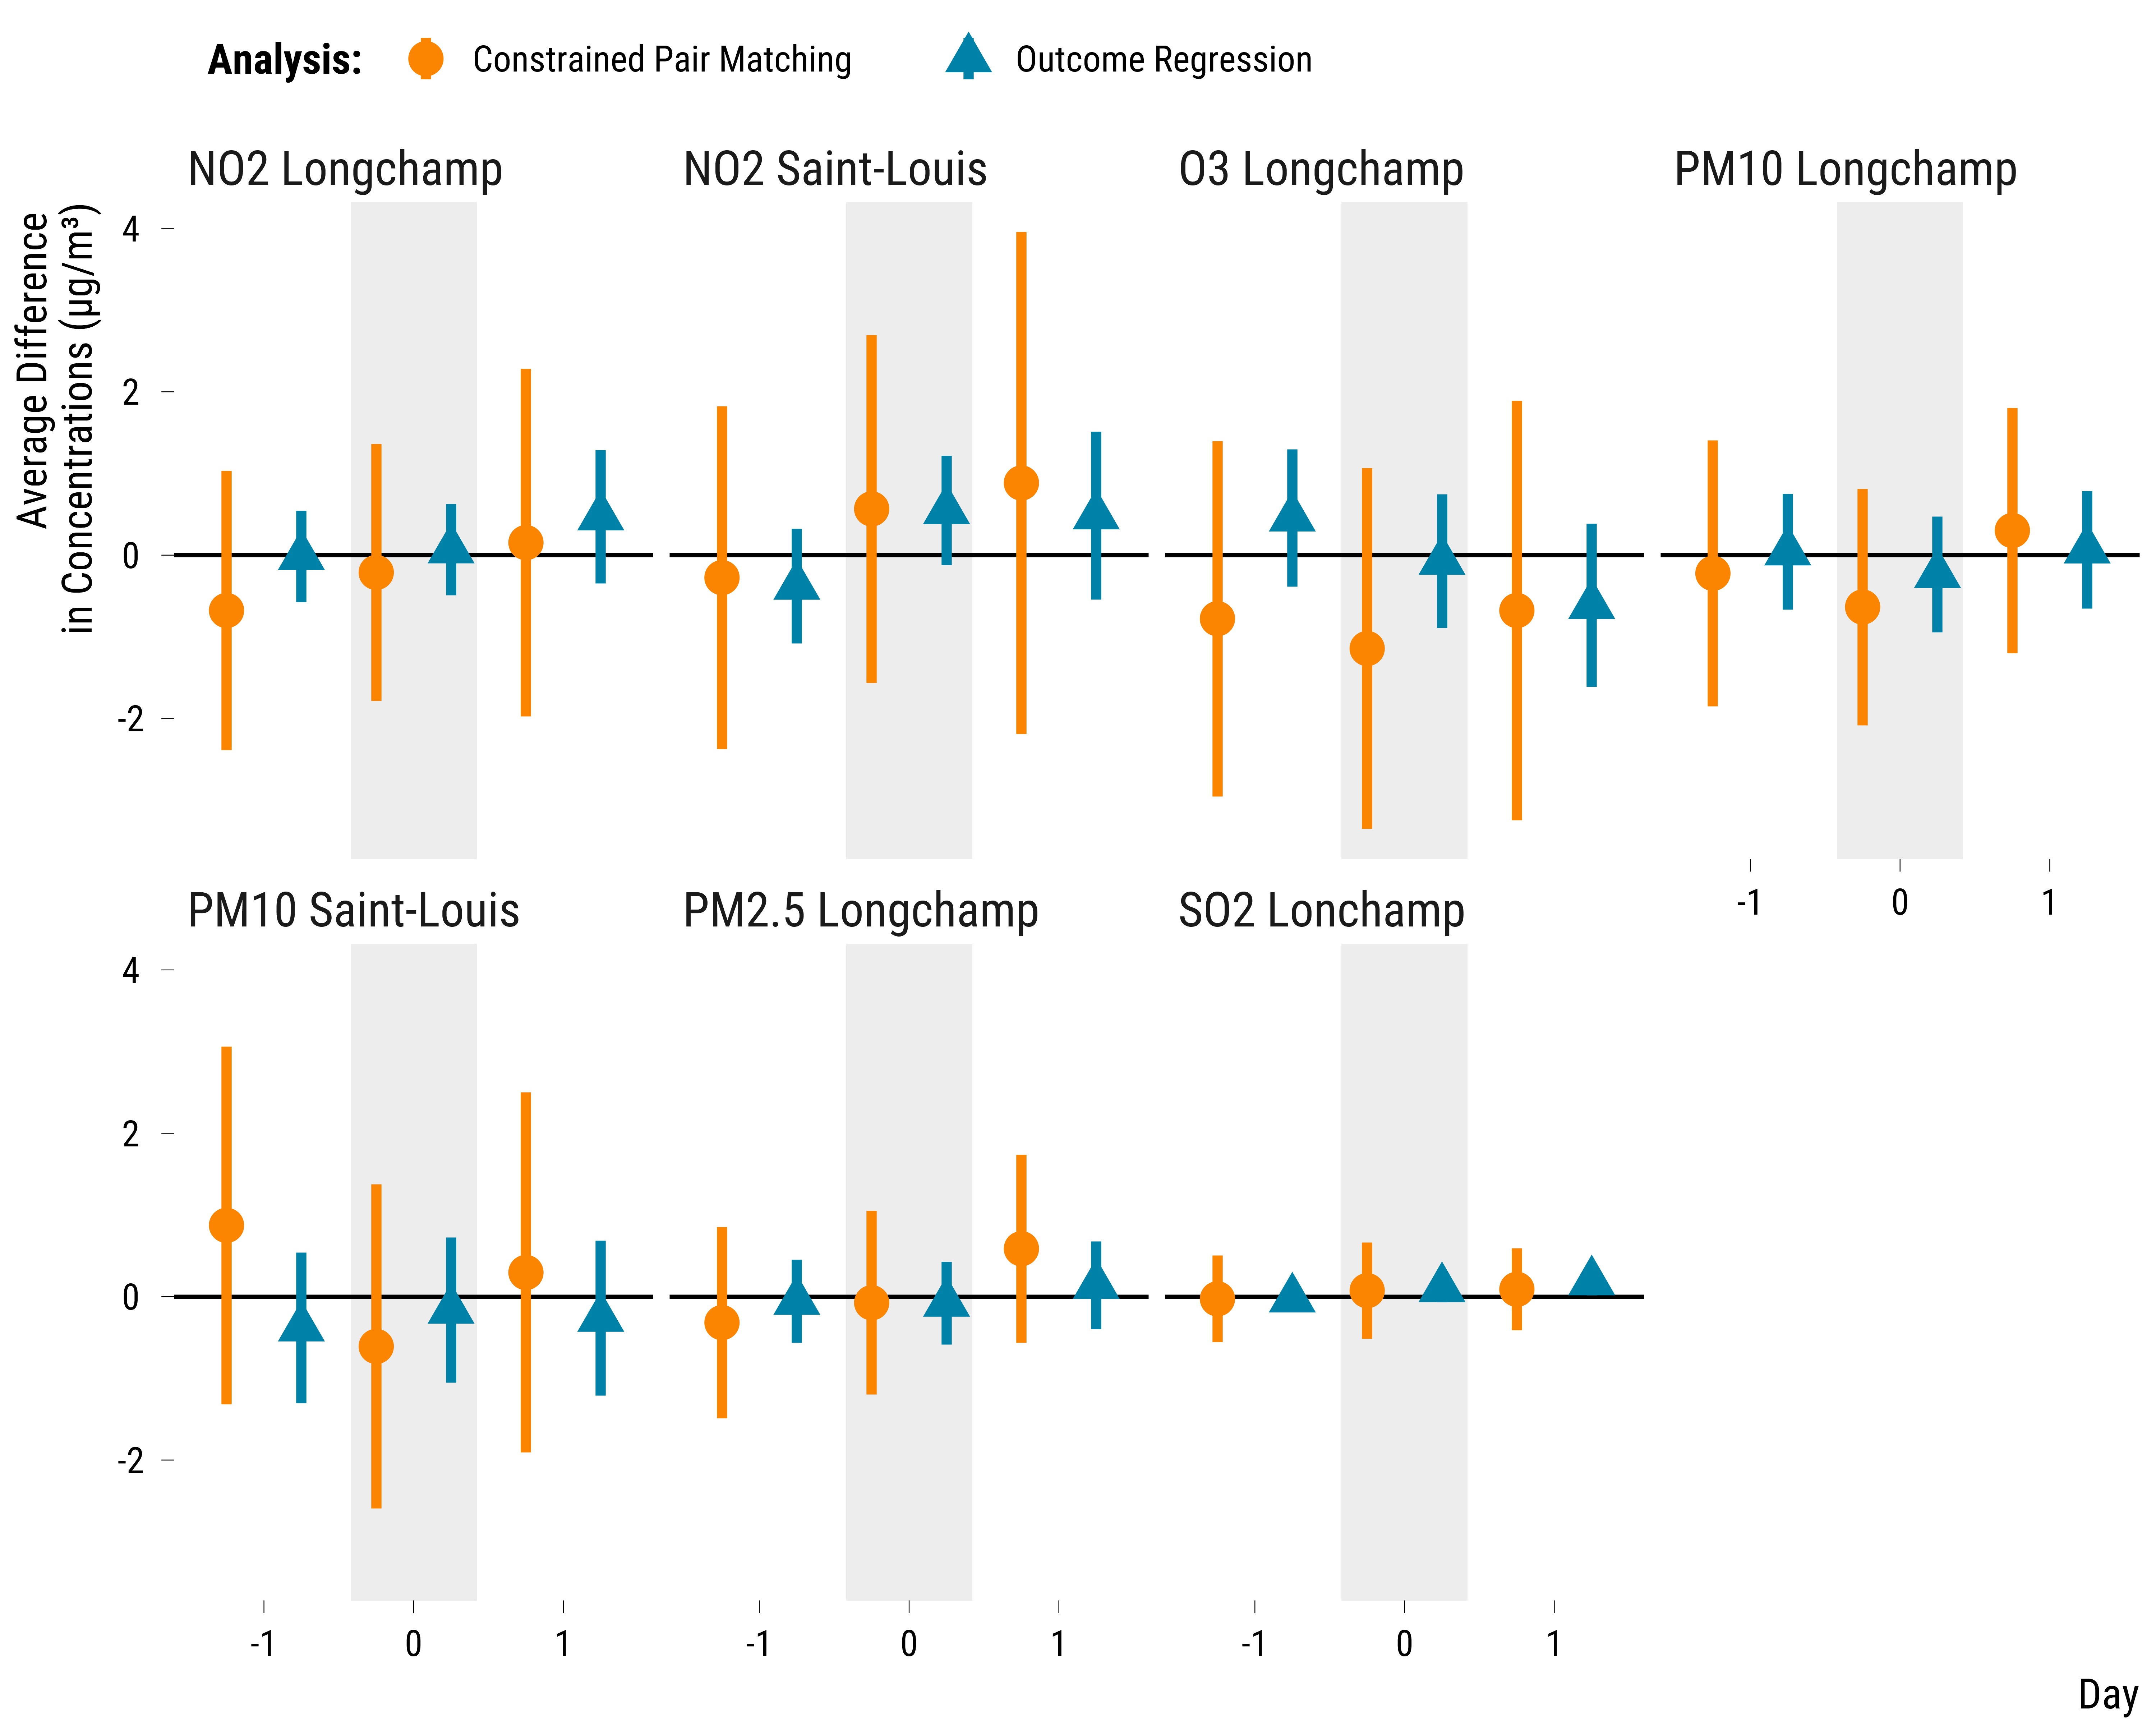 Analysis: Constrained Pair Matching Outcome Regression
NO2 Longchamp NO2 Saint-Louis O3 Longchamp PM10 Longchamp
Average Difference
in Concentrations (µg/m³)
4
2
0
-2
-1 0 1
PM10 Saint-Louis PM2.5 Longchamp SO2 Lonchamp
4
2
0
-2
-1 0 1 -1 0 1 -1 0 1
Day